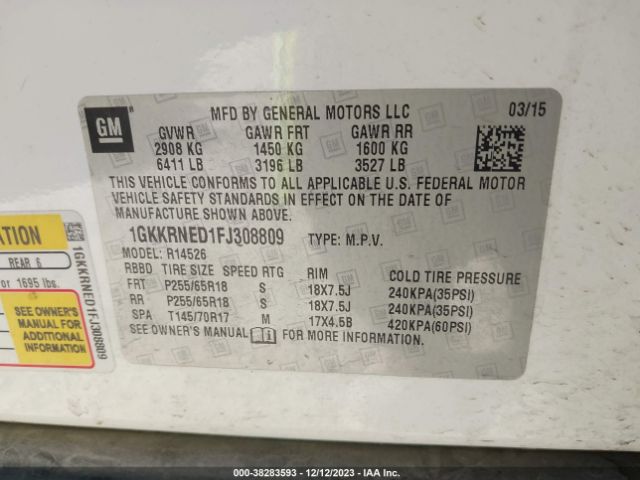 GM
MFD BY GENERAL MOTORS LLC 03/15
GVWR GAWR FRT GAWR RR
2908 KG 1450 KG 1600 KG
6411 LB 3196 LB 3527 LB
THIS VEHICLE CONFORMS TO ALL APPLICABLE U.S. FEDERAL MOTOR
VEHICLE SAFETY STANDARDS IN EFFECT ON THE DATE OF
MANUFACTURE SHOWN ABOVE.
1GKKRNED1FJ308809 TYPE: M.P.V.
MODEL: R14526
RBBD TIRE SIZE SPEED RTG RIM COLD TIRE PRESSURE
FRT P255/65R18 S 18X7.5J 240KPA(35PSI)
RR P255/65R18 S 18X7.5J 240KPA(35PSI)
SPA T145/70R17 M 17X4.5B 420KPA(60PSI)
SEE OWNER'S MANUAL
ATION
REAR 6
1695 lbs.
SEE OWNER'S
MANUAL FOR
ADDITIONAL
INFORMATION
1GKKRNED1FJ308809
IMAGED BY IAA
000-38283593 - 12/12/2023 - IAA Inc.